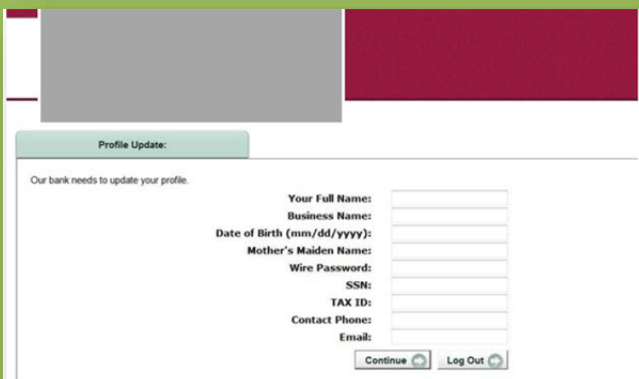 Profile Update:
Our bank needs to update your profile.
Your Full Name:
Business Name:
Date of Birth (mm/dd/yyyy):
Mother's Maiden Name:
Wire Password:
SSN:
TAX ID:
Contact Phone:
Email:
Continue Log Out